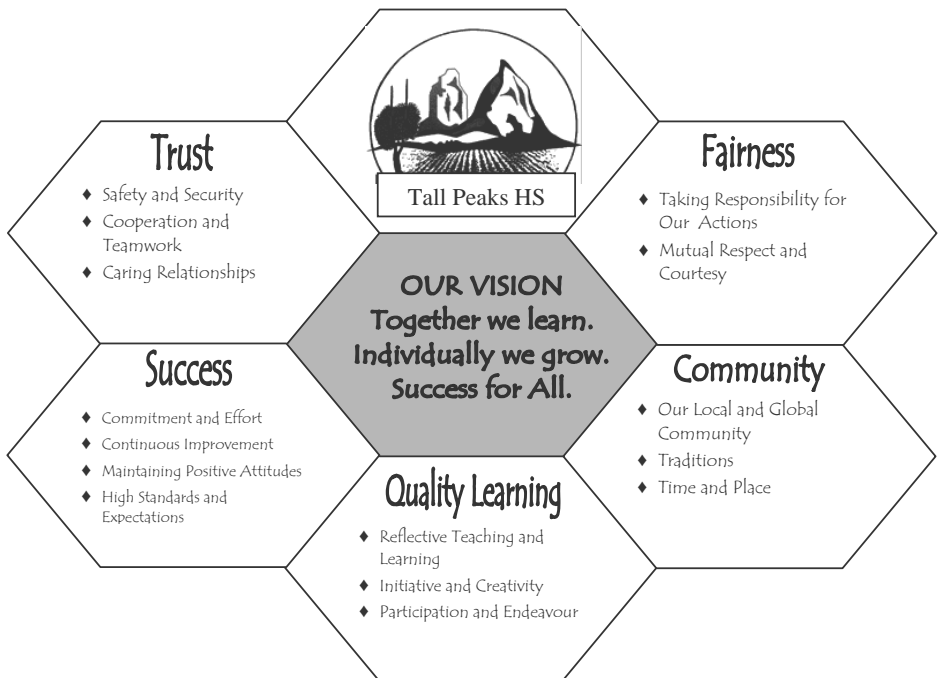 Tall Peaks HS
Trust
♦ Safety and Security
♦ Cooperation and
Teamwork
♦ Caring Relationships
Fairness
♦ Taking Responsibility for
Our Actions
♦ Mutual Respect and
Courtesy
OUR VISION
Together we learn.
Individually we grow.
Success for All.
Success
♦ Commitment and Effort
♦ Continuous Improvement
♦ Maintaining Positive Attitudes
♦ High Standards and
Expectations
Community
♦ Our Local and Global
Community
♦ Traditions
♦ Time and Place
Quality Learning
♦ Reflective Teaching and
Learning
♦ Initiative and Creativity
♦ Participation and Endeavour